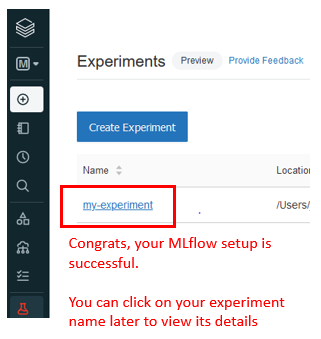 M
Experiments Preview Provide Feedback
Create Experiment
Name Location
my-experiment /Users/
Congrats, your MLflow setup is
successful.
You can click on your experiment
name later to view its details